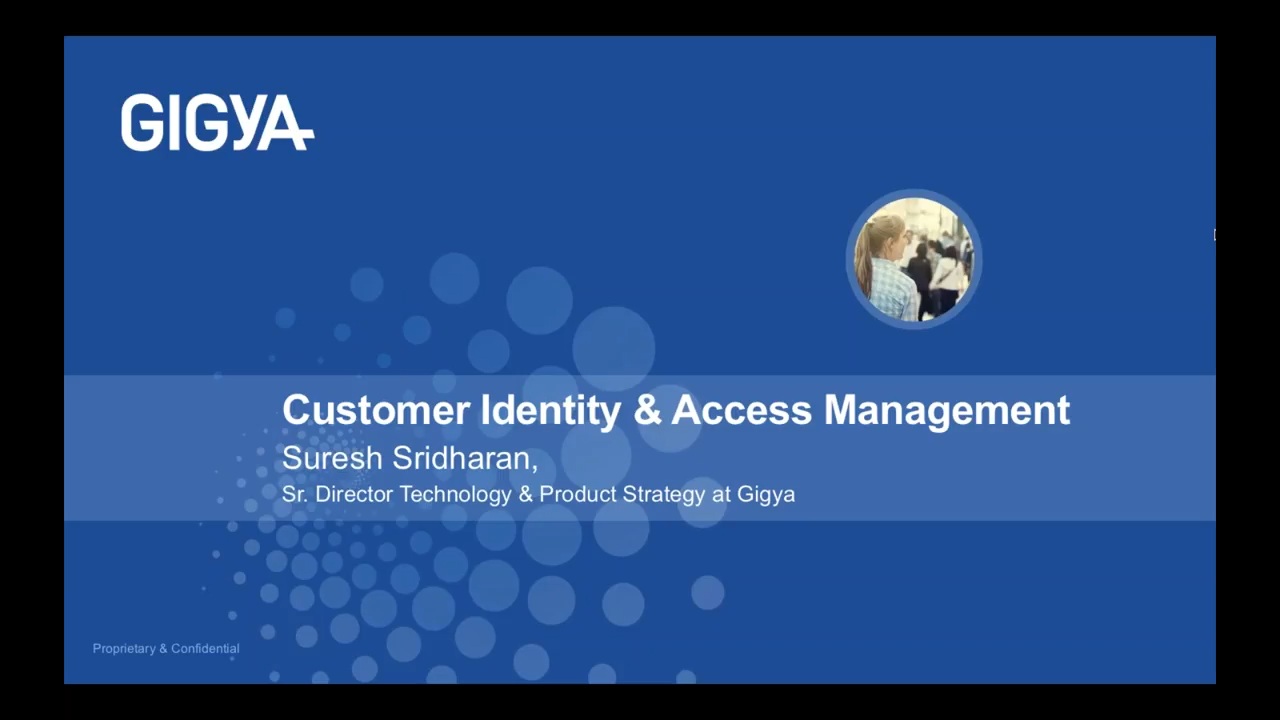 GIGYA
Customer Identity & Access Management
Suresh Sridharan,
Sr. Director Technology & Product Strategy at Gigya
Proprietary & Confidential